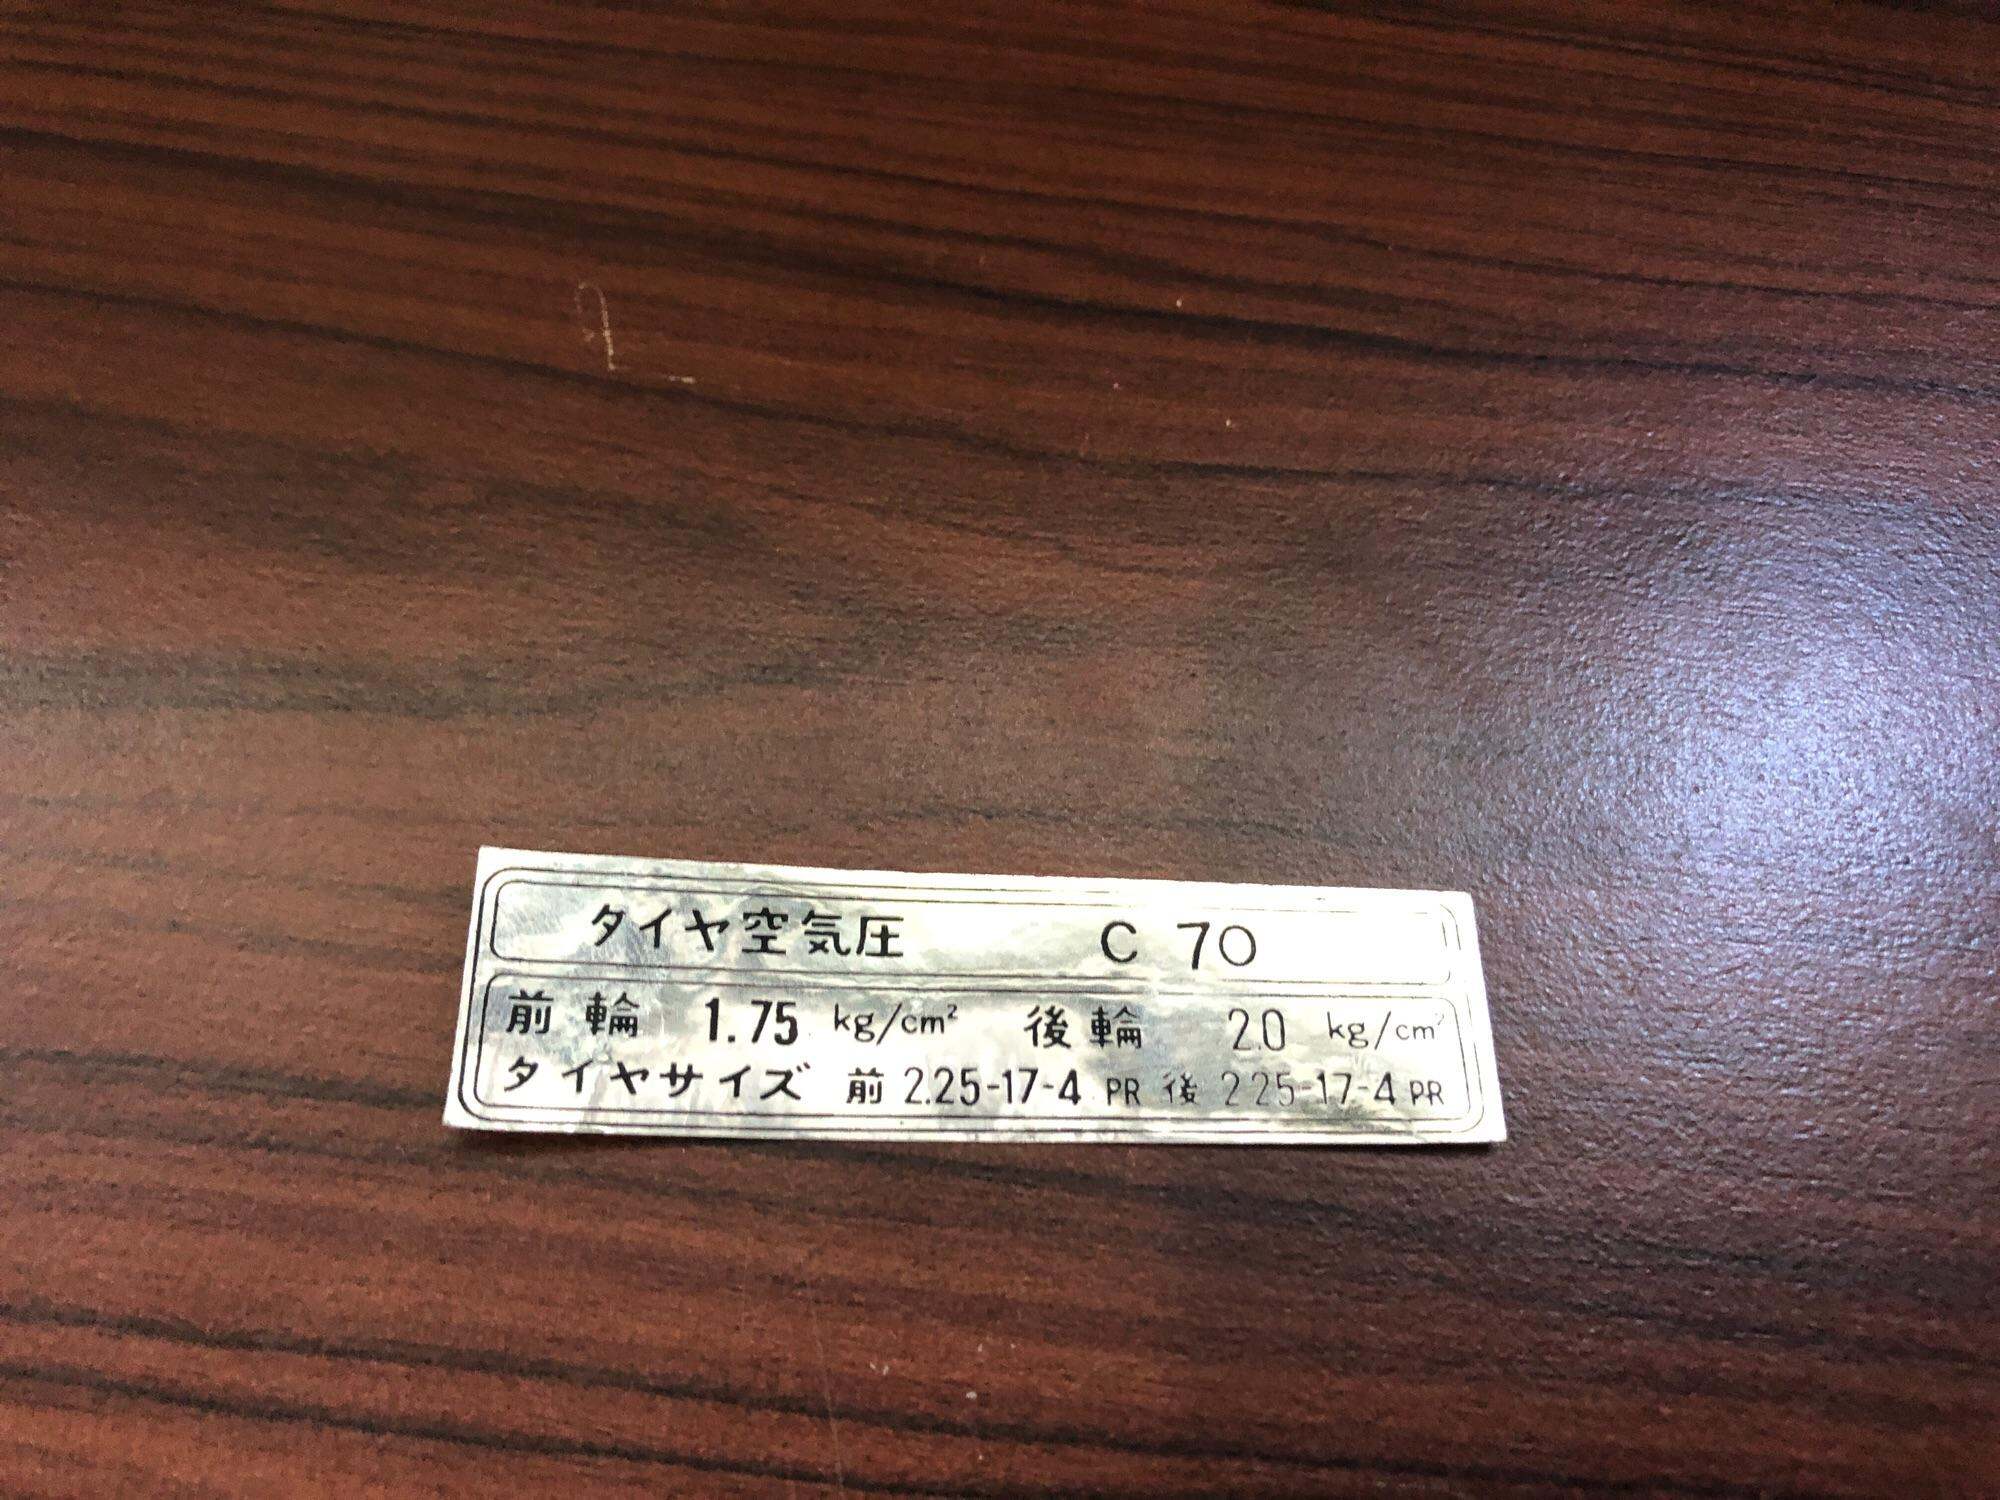 タイヤ空気圧 C 70
前輪 1.75 kg/cm² 後輪 2.0 kg/cm²
タイヤサイズ 前 2.25-17-4 PR 後 2.25-17-4 PR